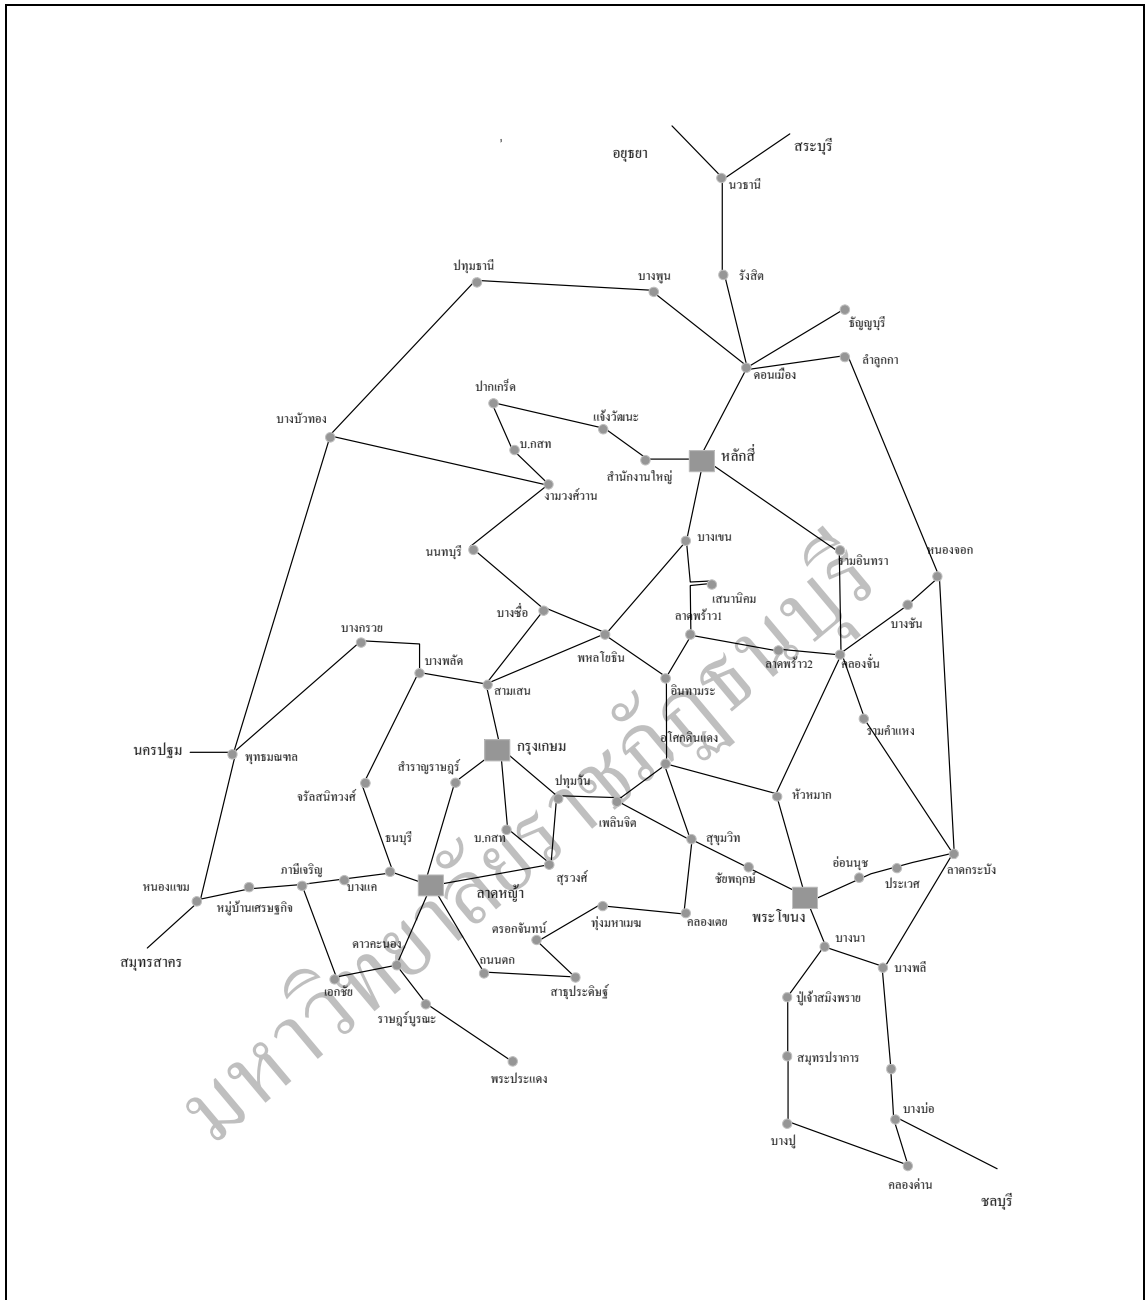 อยุธยา
สระบุรี
นวธานี
ปทุมธานี
บางพูน
รังสิต
ธัญญบุรี
ลำลูกกา
ดอนเมือง
ปากเกร็ด
บางบัวทอง
แจ้งวัฒนะ
บ.กสท
หลักสี่
สำนักงานใหญ่
งามวงศ์วาน
บางเขน
นนทบุรี
รามอินทรา
หนองจอก
เสนานิคม
บางซื่อ
ลาดพร้าว1
บางชัน
บางกรวย
บางพลัด
พหลโยธิน
ลาดพร้าว2
คลองจั่น
สามเสน
อินทามระ
รามคำแหง
อโศกดินแดง
นครปฐม
พุทธมณฑล
กรุงเกษม
สำราญราษฎร์
ปทุมวัน
จรัลสนิทวงศ์
หัวหมาก
เพลินจิต
ธนบุรี
บ.กสท
สุขุมวิท
อ่อนนุช
ภาษีเจริญ
สุรวงศ์
ชัยพฤกษ์
ประเวศ
ลาดกระบัง
หนองแขม
บางแค
ลาดหญ้า
หมู่บ้านเศรษฐกิจ
พระโขนง
ตรอกจันทน์
ทุ่งมหาเมฆ
คลองเตย
ดาวคะนอง
บางนา
สมุทรสาคร
ถนนตก
บางพลี
เอกชัย
สาธุประดิษฐ์
ปู่เจ้าสมิงพราย
ราษฎร์บูรณะ
สมุทรปราการ
พระประแดง
บางบ่อ
บางปู
คลองด่าน
ชลบุรี
มหาวิทยาลัยราชภัฏธนบุรี